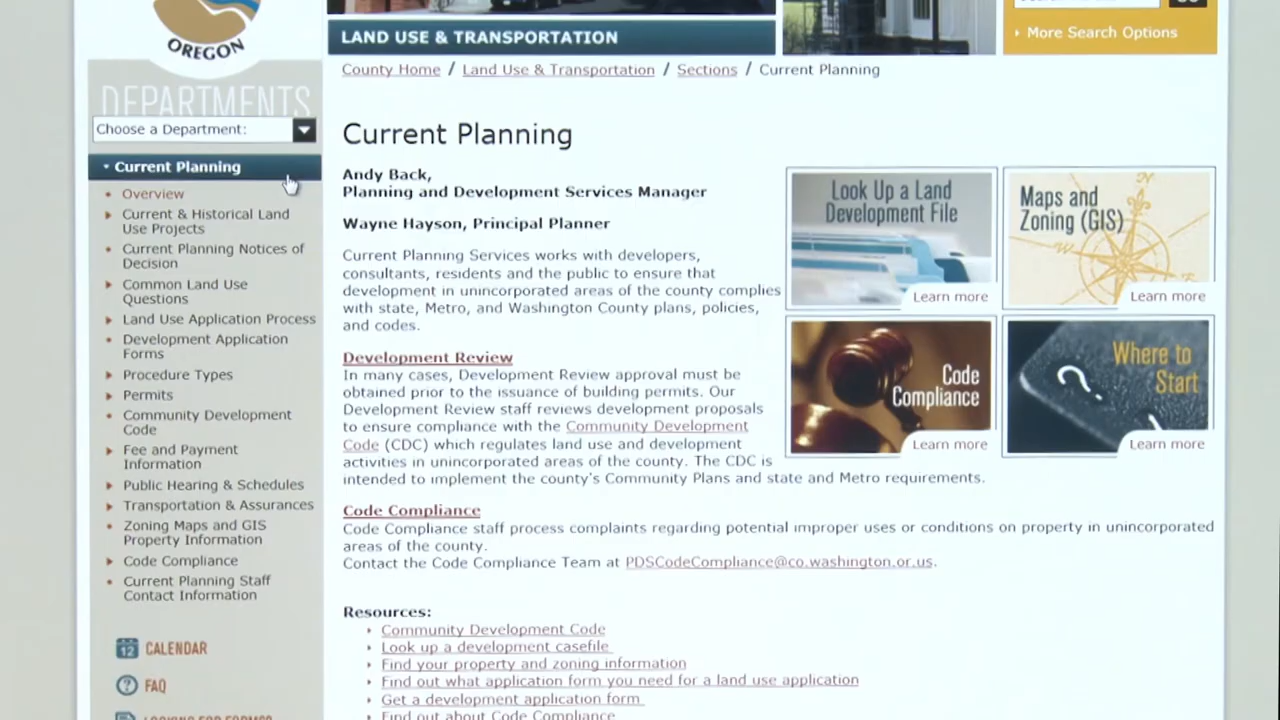 OREGON
LAND USE & TRANSPORTATION
More Search Options
County Home / Land Use & Transportation / Sections / Current Planning
DEPARTMENTS
Choose a Department:
Current Planning
Overview
Current & Historical Land
Use Projects
Current Planning Notices of
Decision
Common Land Use
Questions
Land Use Application Process
Development Application
Forms
Procedure Types
Permits
Community Development
Code
Fee and Payment
Information
Public Hearing & Schedules
Transportation & Assurances
Zoning Maps and GIS
Property Information
Code Compliance
Current Planning Staff
Contact Information
12 CALENDAR
? FAQ
Current Planning
Andy Back,
Planning and Development Services Manager
Wayne Hayson, Principal Planner
Current Planning Services works with developers,
consultants, residents and the public to ensure that
development in unincorporated areas of the county complies
with state, Metro, and Washington County plans, policies,
and codes.
Development Review
In many cases, Development Review approval must be
obtained prior to the issuance of building permits. Our
Development Review staff reviews development proposals
to ensure compliance with the Community Development
Code (CDC) which regulates land use and development
activities in unincorporated areas of the county. The CDC is
intended to implement the county's Community Plans and state and Metro requirements.
Code Compliance
Code Compliance staff process complaints regarding potential improper uses or conditions on property in unincorporated
areas of the county.
Contact the Code Compliance Team at PDSCodeCompliance@co.washington.or.us.
Resources:
Community Development Code
Look up a development casefile
Find your property and zoning information
Find out what application form you need for a land use application
Get a development application form
Find out about Code Compliance
Look Up a Land
Development File
Learn more
Maps and
Zoning (GIS)
N
W
E
Learn more
Code
Compliance
Learn more
Where to
Start
?
Learn more